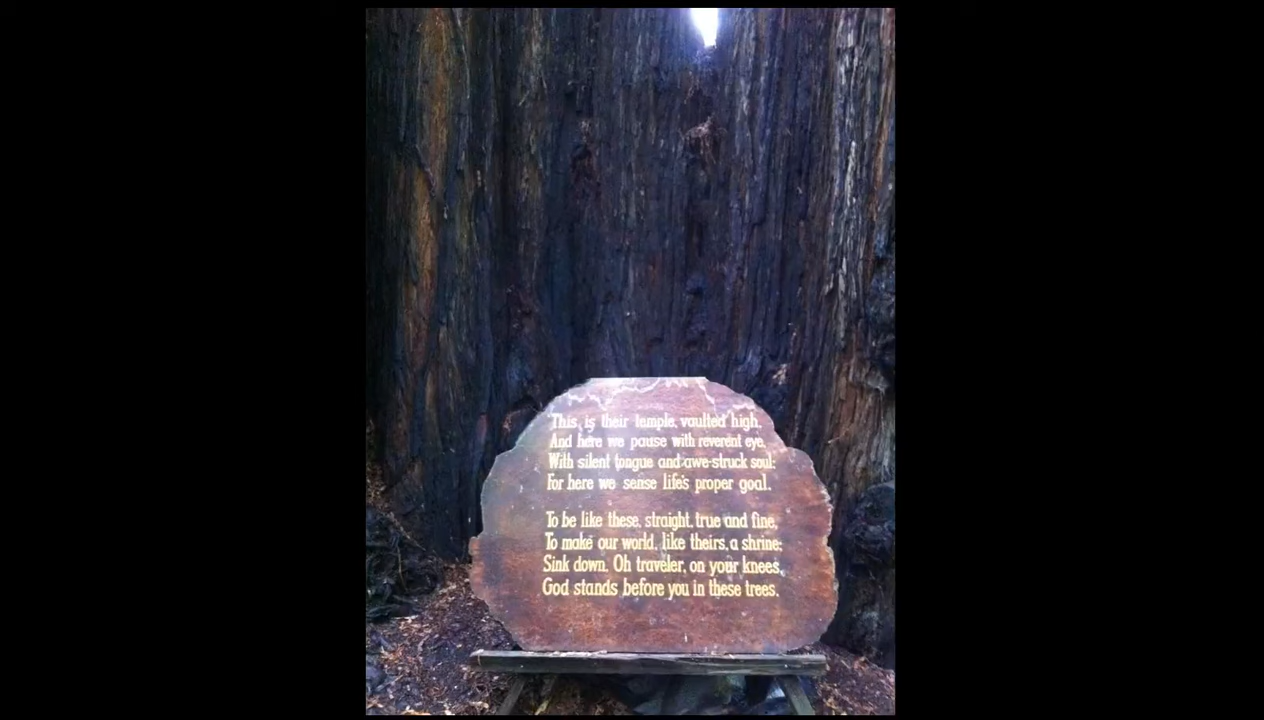 This is their temple, vaulted high,
And here we pause with reverent eye,
With silent tongue and awe-struck soul;
For here we sense life's proper goal.
To be like these, straight, true and fine,
To make our world, like theirs, a shrine;
Sink down, Oh traveler, on your knees,
God stands before you in these trees.